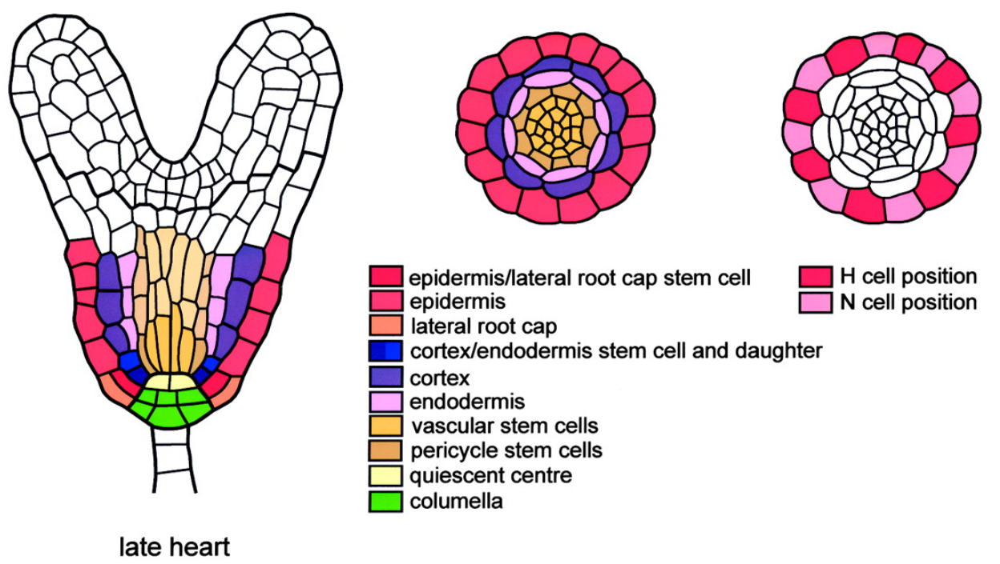 epidermis/lateral root cap stem cell
epidermis
lateral root cap
cortex/endodermis stem cell and daughter
cortex
endodermis
vascular stem cells
pericycle stem cells
quiescent centre
columella
H cell position
N cell position
late heart